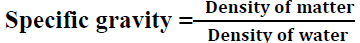 Density of matter
Specific gravity =
Density of water